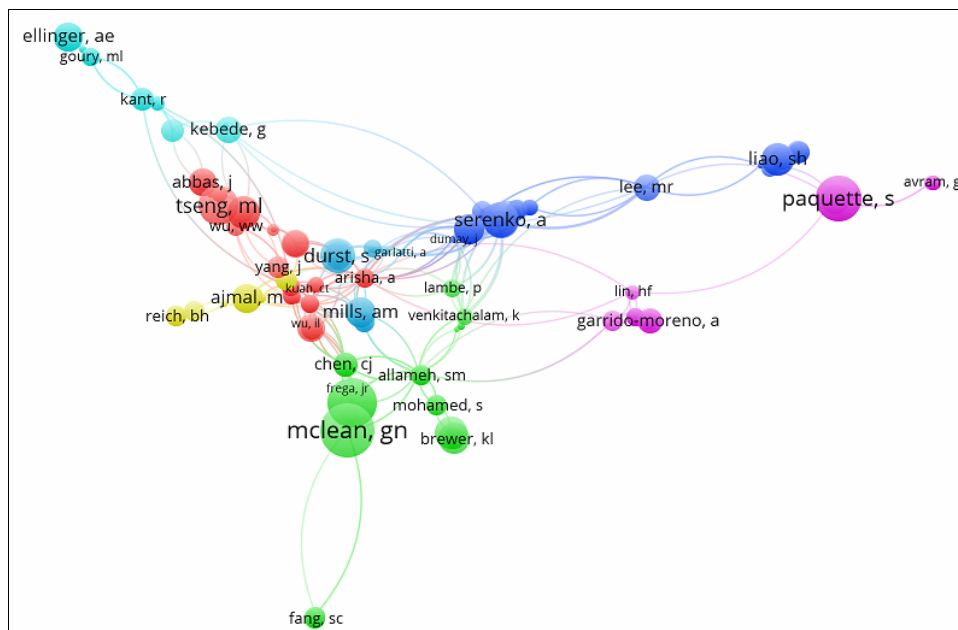 ellinger, ae
goury, ml
kant, r
kebede, g
liao, sh
abbas, j
lee, mr
avram, g
paquette, s
tseng, ml
wu, ww
serenko, a
dumay, j
durst, s
garlatti, a
yang, j
arisha, a
kuah, ct
lambe, p
lin, hf
ajmal, m
mills, am
reich, bh
venkitachalam, k
garrido-moreno, a
wu, il
chen, cj
allameh, sm
frega, jr
mohamed, s
mclean, gn
brewer, kl
fang, sc